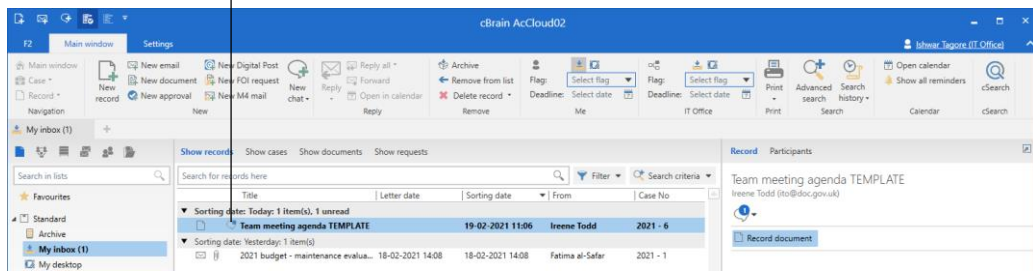 cBrain AcCloud02
F2 Main window Settings Ishwar Tagore (IT Office)
Main window New email New Digital Post Reply all Archive Open calendar
Case New document New FOI request Forward Remove from list Flag: Select flag Flag: Select flag Show all reminders
Record New approval New M4 mail Open in calendar Delete record Deadline: Select date Deadline: Select date
New record New chat Reply Print Advanced search Search history cSearch
Navigation New Reply Remove Me IT Office Print Search Calendar cSearch
My inbox (1) +
Show records Show cases Show documents Show requests Record Participants
Search in lists Search for records here Filter Search criteria Team meeting agenda TEMPLATE
Favourites Title Letter date Sorting date From Case No Ireene Todd (ito@doc.gov.uk)
Standard Sorting date: Today: 1 item(s), 1 unread 1
Archive Team meeting agenda TEMPLATE 19-02-2021 11:06 Ireene Todd 2021 - 6 Record document
My inbox (1) Sorting date: Yesterday: 1 item(s)
My desktop 2021 budget - maintenance evalua... 18-02-2021 14:08 18-02-2021 14:08 Fatima al-Safar 2021 - 1